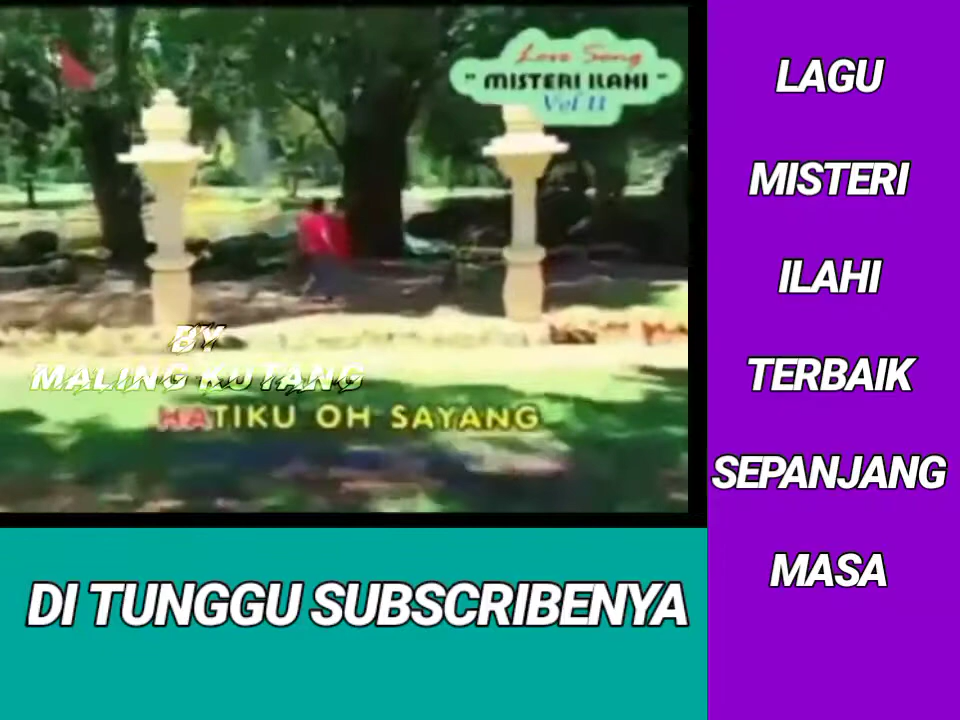 Love Song
" MISTERI ILAHI "
Vol 11
BY
MALING KUTANG
HATIKU OH SAYANG
DI TUNGGU SUBSCRIBENYA
LAGU
MISTERI
ILAHI
TERBAIK
SEPANJANG
MASA